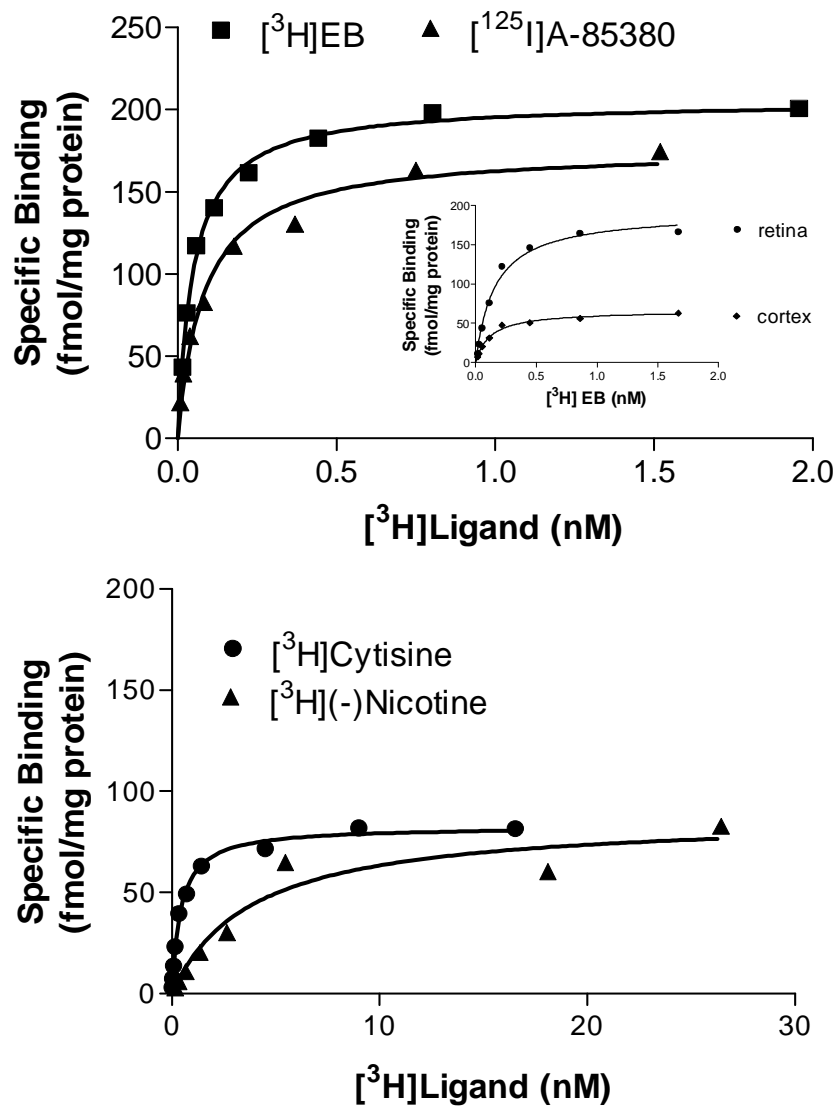 [³H]EB [¹²⁵I]A-85380
250
200
150
100
50
0
Specific Binding
(fmol/mg protein)
0.0 0.5 1.0 1.5 2.0
[³H]Ligand (nM)
200
150
100
50
0
Specific Binding
(fmol/mg protein)
retina
cortex
0.0 0.5 1.0 1.5 2.0
[³H] EB (nM)
200
150
100
50
0
Specific Binding
(fmol/mg protein)
[³H]Cytisine
[³H](-)Nicotine
0 10 20 30
[³H]Ligand (nM)